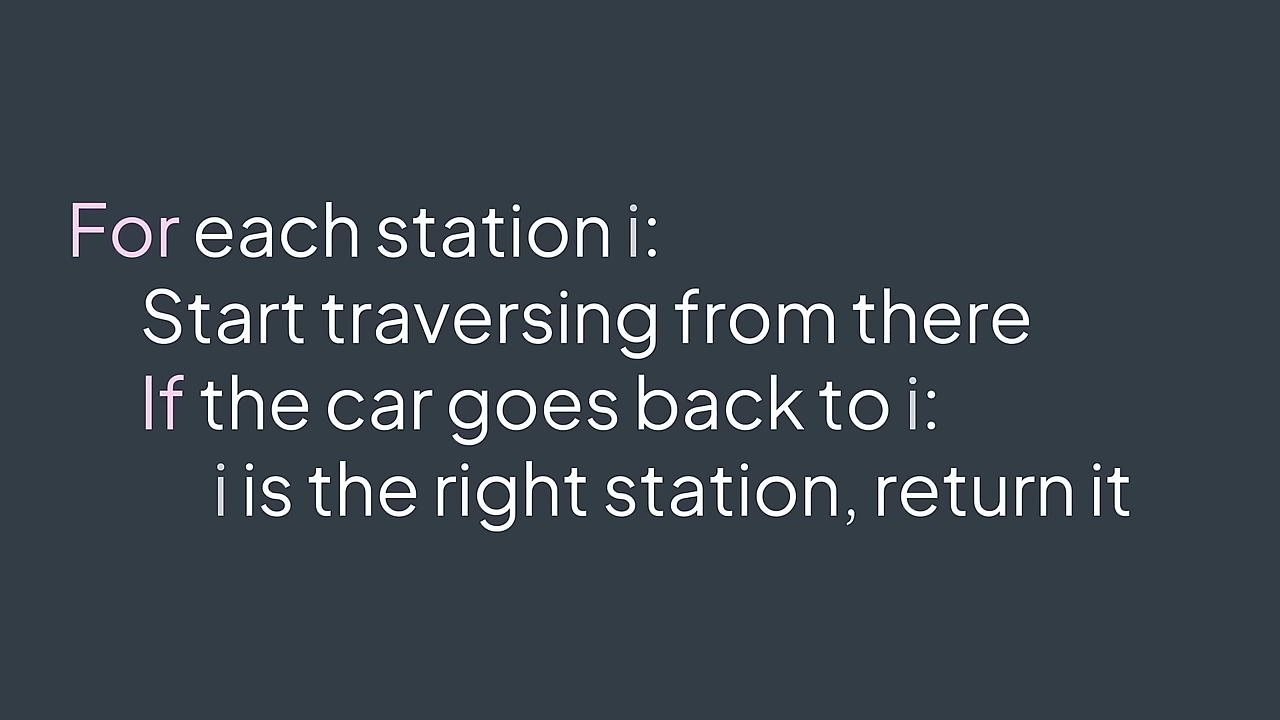 For each station i:
Start traversing from there
If the car goes back to i:
i is the right station, return it